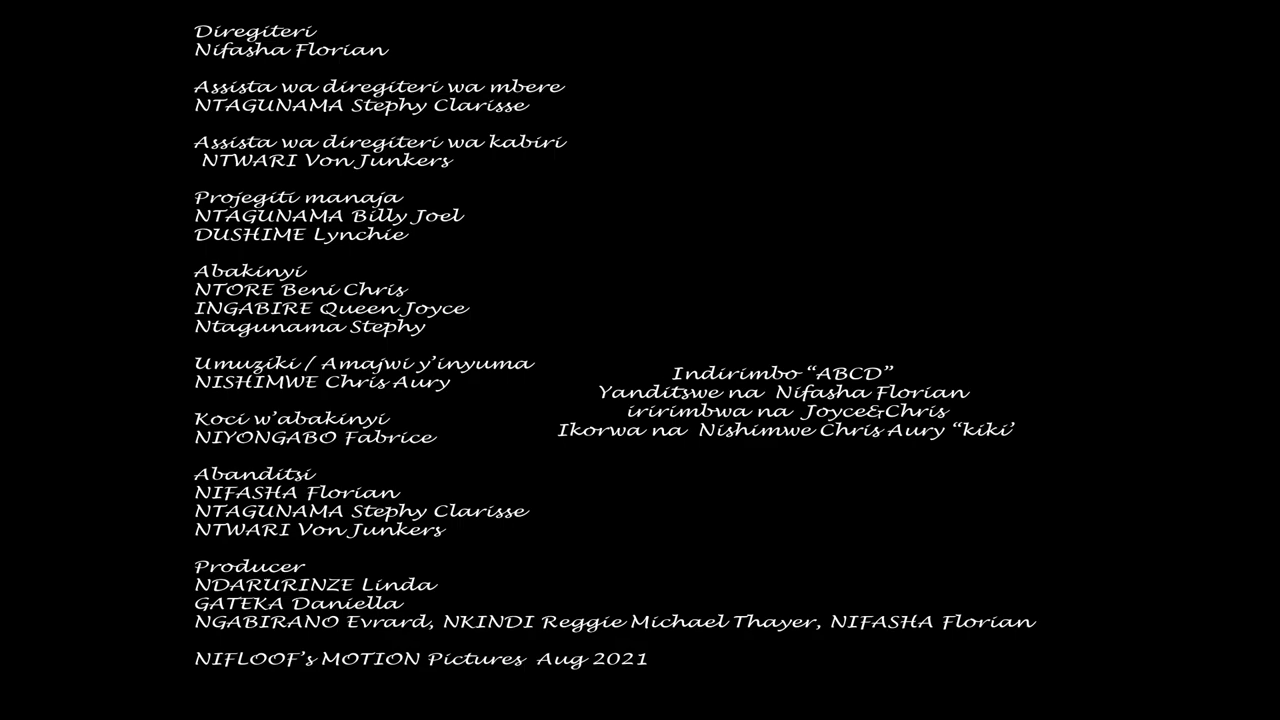 Diregiteri
Nifasha Florian
Assista wa diregiteri wa mbere
NTAGUNAMA Stephy Clarisse
Assista wa diregiteri wa kabiri
NTWARI Von Junkers
Projegiti manaja
NTAGUNAMA Billy Joel
DUSHIME Lynchie
Abakinyi
NTORE Beni Chris
INGABIRE Queen Joyce
Ntagunama Stephy
Umuziki / Amajwi y'inyuma
NISHIMWE Chris Aury
Koci w'abakinyi
NIYONGABO Fabrice
Abanditsi
NIFASHA Florian
NTAGUNAMA Stephy Clarisse
NTWARI Von Junkers
Producer
NDARURINZE Linda
GATEKA Daniella
NGABIRANO Evrard, NKINDI Reggie Michael Thayer, NIFASHA Florian
NIFLOOF's MOTION Pictures Aug 2021
Indirimbo “ABCD”
Yanditswe na Nifasha Florian
iririmbwa na Joyce&Chris
Ikorwa na Nishimwe Chris Aury “kiki’